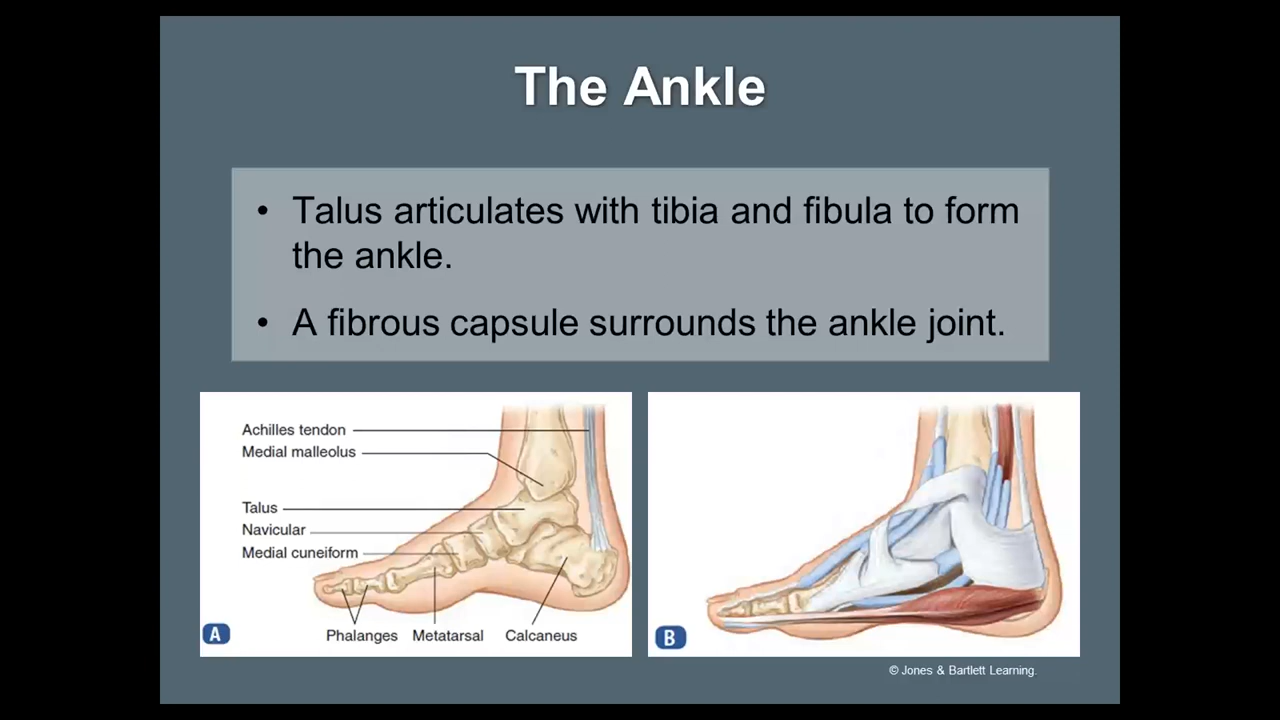 The Ankle
• Talus articulates with tibia and fibula to form
the ankle.
• A fibrous capsule surrounds the ankle joint.
Achilles tendon
Medial malleolus
Talus
Navicular
Medial cuneiform
Phalanges Metatarsal Calcaneus
A
B
© Jones & Bartlett Learning.